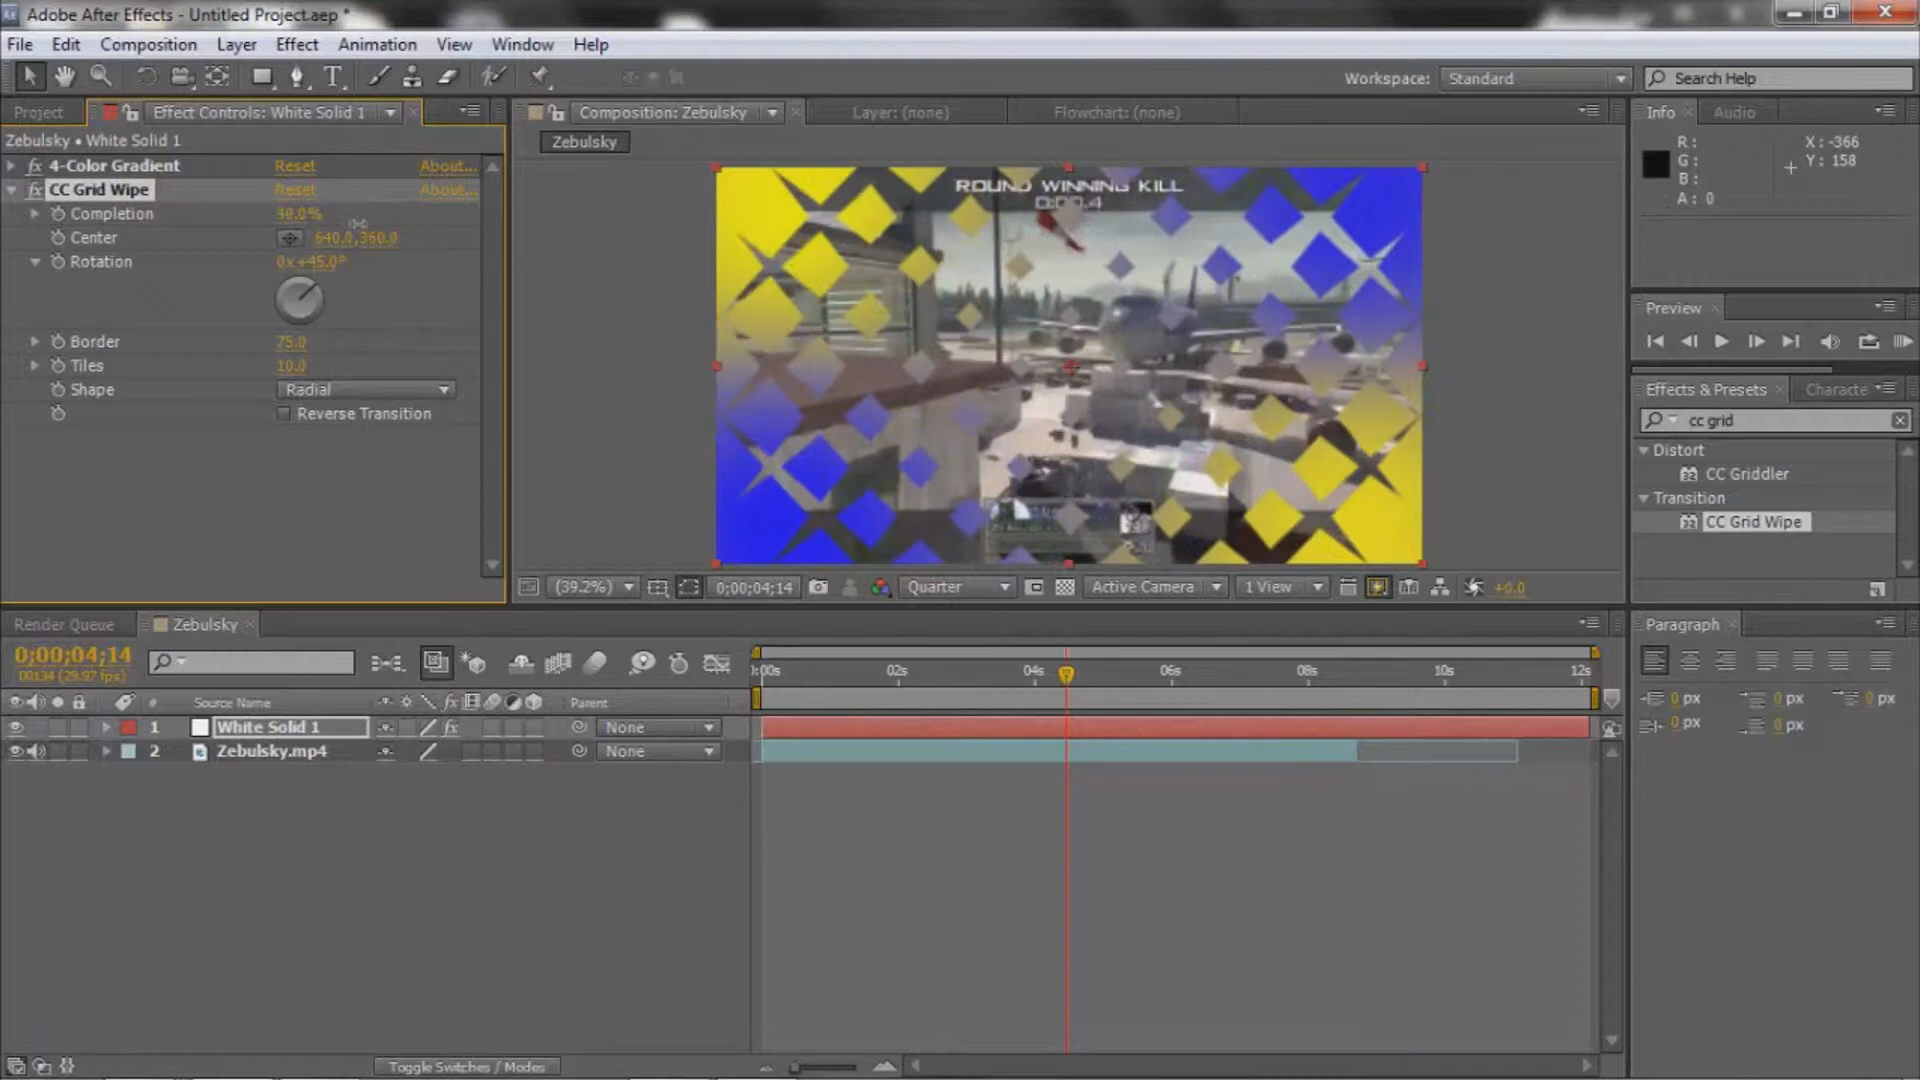 Adobe After Effects - Untitled Project.aep *
File Edit Composition Layer Effect Animation View Window Help
Workspace: Standard Search Help
Project Effect Controls: White Solid 1 Composition: Zebulsky Layer: (none) Flowchart: (none) Info Audio
Zebulsky • White Solid 1
Zebulsky
R: X: -366
G: Y: 158
B:
A: 0
fx 4-Color Gradient Reset About...
fx CC Grid Wipe Reset About...
Completion
Center 640.0,360.0
Rotation 0x+45.0°
Border 75.0
Tiles 10.0
Shape Radial
Reverse Transition
ROUND WINNING KILL
0:00.4
Preview
Effects & Presets Characte
cc grid
Distort
CC Griddler
Transition
CC Grid Wipe
(39.2%) 0;00;04;14 Quarter Active Camera 1 View +0.0
Render Queue Zebulsky
Paragraph
0;00;04;14
00134 (29.97 fps)
:00s 02s 04s 06s 08s 10s 12s
# Source Name fx Parent
1 White Solid 1 fx None
2 Zebulsky.mp4 None
0 px 0 px 0 px
0 px 0 px
Toggle Switches / Modes